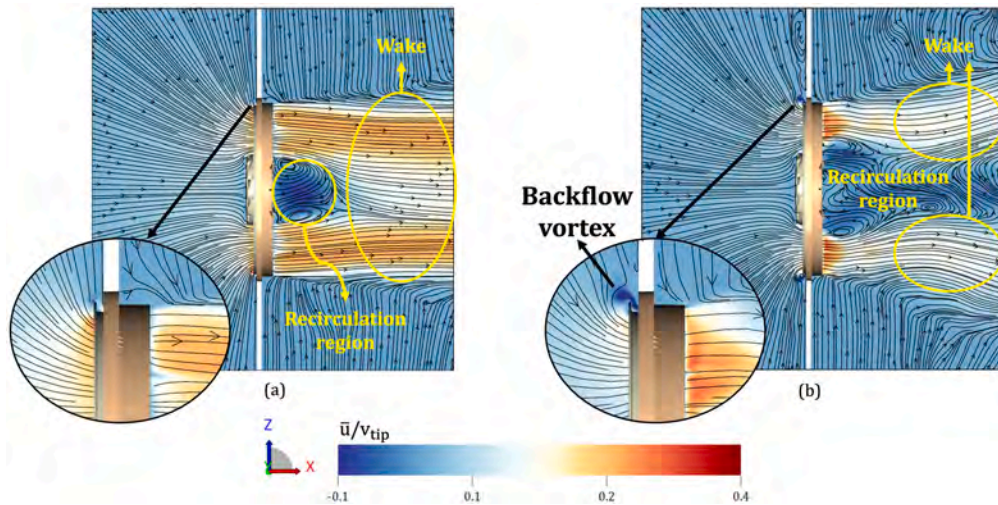 Wake
Recirculation
region
(a)
Wake
Recirculation
region
Backflow
vortex
(b)
Z
X
ū/v_tip
-0.1
0.1
0.2
0.4